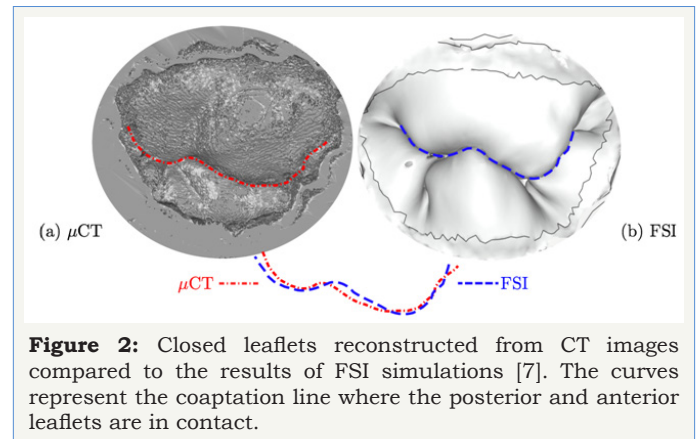 (a) μCT
(b) FSI
μCT
FSI
Figure 2: Closed leaflets reconstructed from CT images
compared to the results of FSI simulations [7]. The curves
represent the coaptation line where the posterior and anterior
leaflets are in contact.